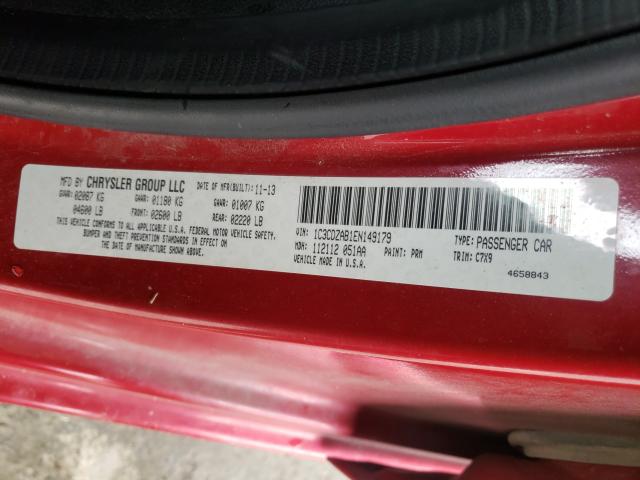 MFD BY CHRYSLER GROUP LLC DATE OF MFR(BUILT): 11-13
GVWR: 02087 KG GAWR: 01180 KG GAWR: 01007 KG
04600 LB FRONT: 02600 LB REAR: 02220 LB
THIS VEHICLE CONFORMS TO ALL APPLICABLE U.S.A. FEDERAL MOTOR VEHICLE SAFETY,
BUMPER AND THEFT PREVENTION STANDARDS IN EFFECT ON
THE DATE OF MANUFACTURE SHOWN ABOVE.
VIN: 1C3CDZAB1EN149179 TYPE: PASSENGER CAR
MDH: 112112 051AA PAINT: PRM TRIM: C7X9
VEHICLE MADE IN U.S.A.
4658843